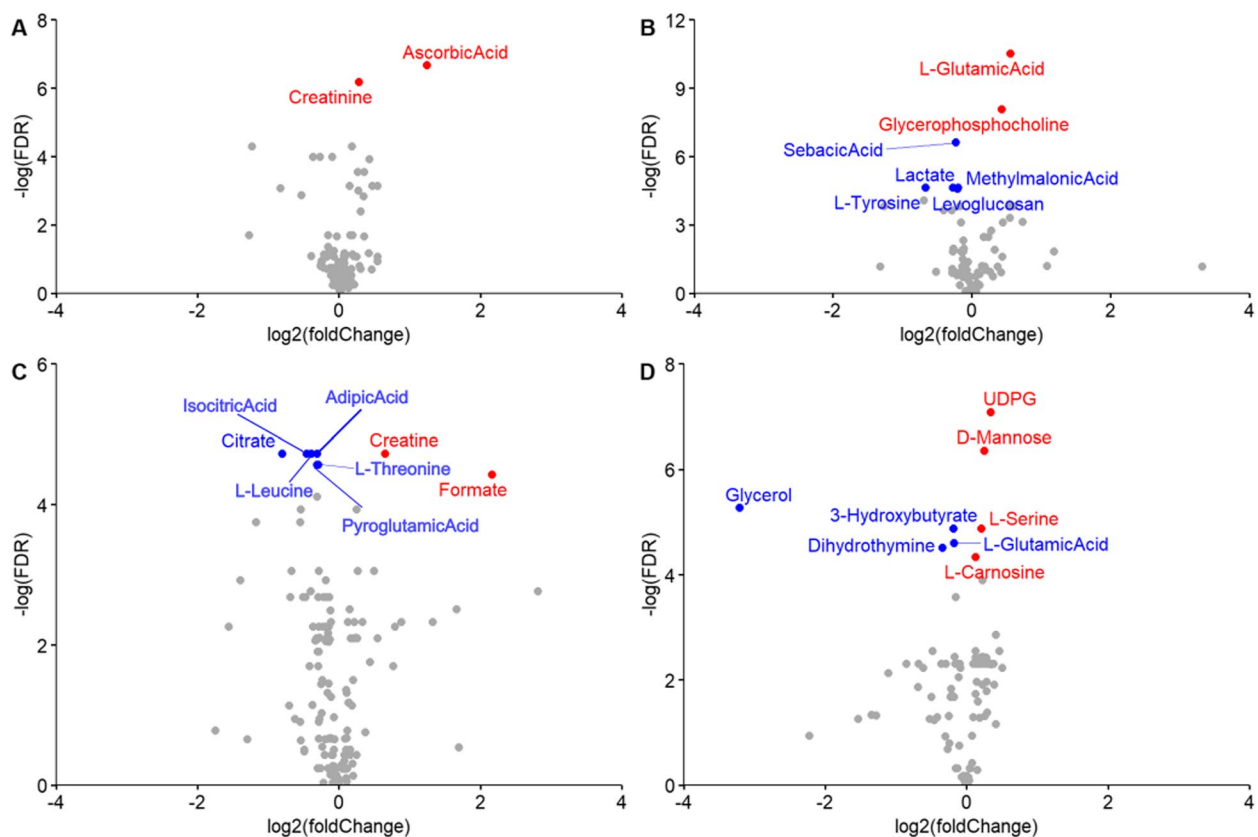 A
8
6
4
2
0
-4
-2
0
2
4
-log(FDR)
log2(foldChange)
AscorbicAcid
Creatinine
B
12
9
6
3
0
-4
-2
0
2
4
-log(FDR)
log2(foldChange)
L-GlutamicAcid
Glycerophosphocholine
SebacicAcid
Lactate
MethylmalonicAcid
L-Tyrosine
Levoglucosan
C
6
4
2
0
-4
-2
0
2
4
-log(FDR)
log2(foldChange)
IsocitricAcid
AdipicAcid
Citrate
Creatine
L-Threonine
L-Leucine
Formate
PyroglutamicAcid
D
8
6
4
2
0
-4
-2
0
2
4
-log(FDR)
log2(foldChange)
UDPG
D-Mannose
Glycerol
3-Hydroxybutyrate
L-Serine
Dihydrothymine
L-GlutamicAcid
L-Carnosine